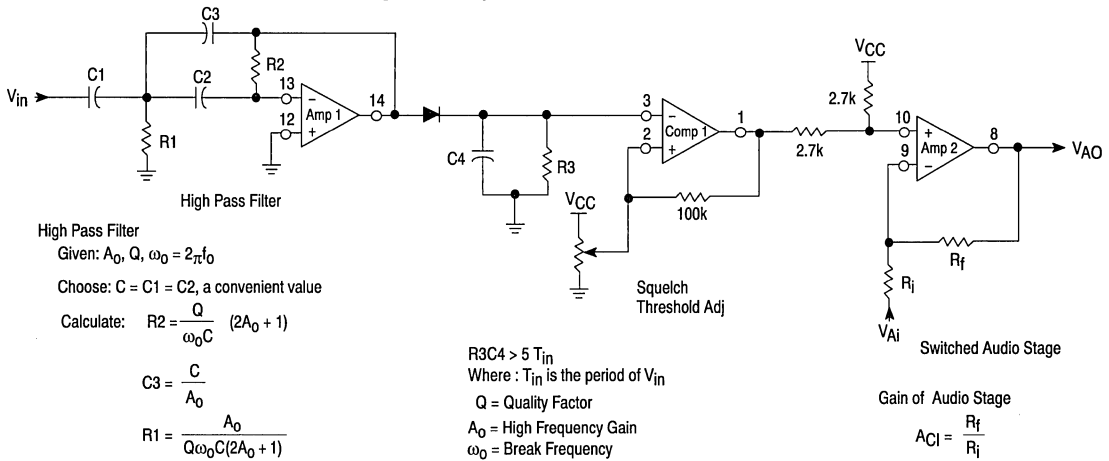 C3
R2
C1
C2
13
Vin
12
Amp 1
14
R1
High Pass Filter
C4
R3
3
2
Comp 1
1
100k
VCC
Squelch
Threshold Adj
2.7k
VCC
2.7k
10
9
Amp 2
8
VAO
Rf
Ri
VAi
Switched Audio Stage
High Pass Filter
Given: A0, Q, ω0 = 2πf0
Choose: C = C1 = C2, a convenient value
Calculate: R2 = Q / ω0C (2A0 + 1)
C3 = C / A0
R1 = A0 / Qω0C(2A0 + 1)
R3C4 > 5 Tin
Where : Tin is the period of Vin
Q = Quality Factor
A0 = High Frequency Gain
ω0 = Break Frequency
Gain of Audio Stage
ACl = Rf / Ri